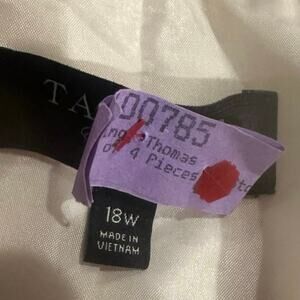 TA
00785
Thomas
of 4 Pieces
18W
MADE IN
VIETNAM